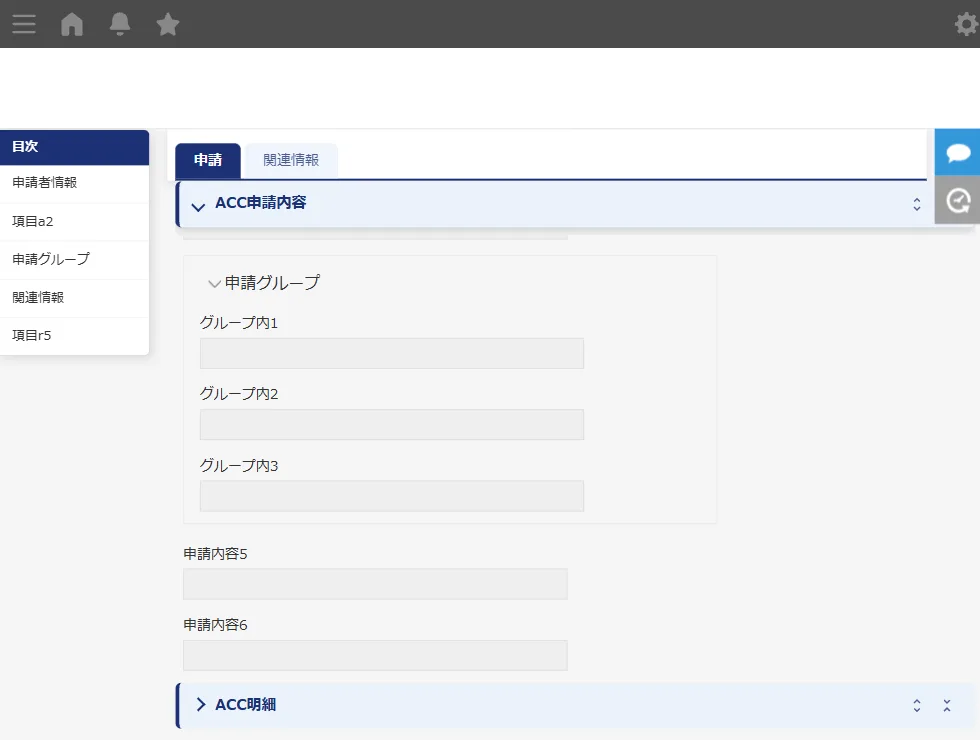 目次
申請者情報
項目a2
申請グループ
関連情報
項目r5
申請
関連情報
ACC申請内容
申請グループ
グループ内1
グループ内2
グループ内3
申請内容5
申請内容6
ACC明細